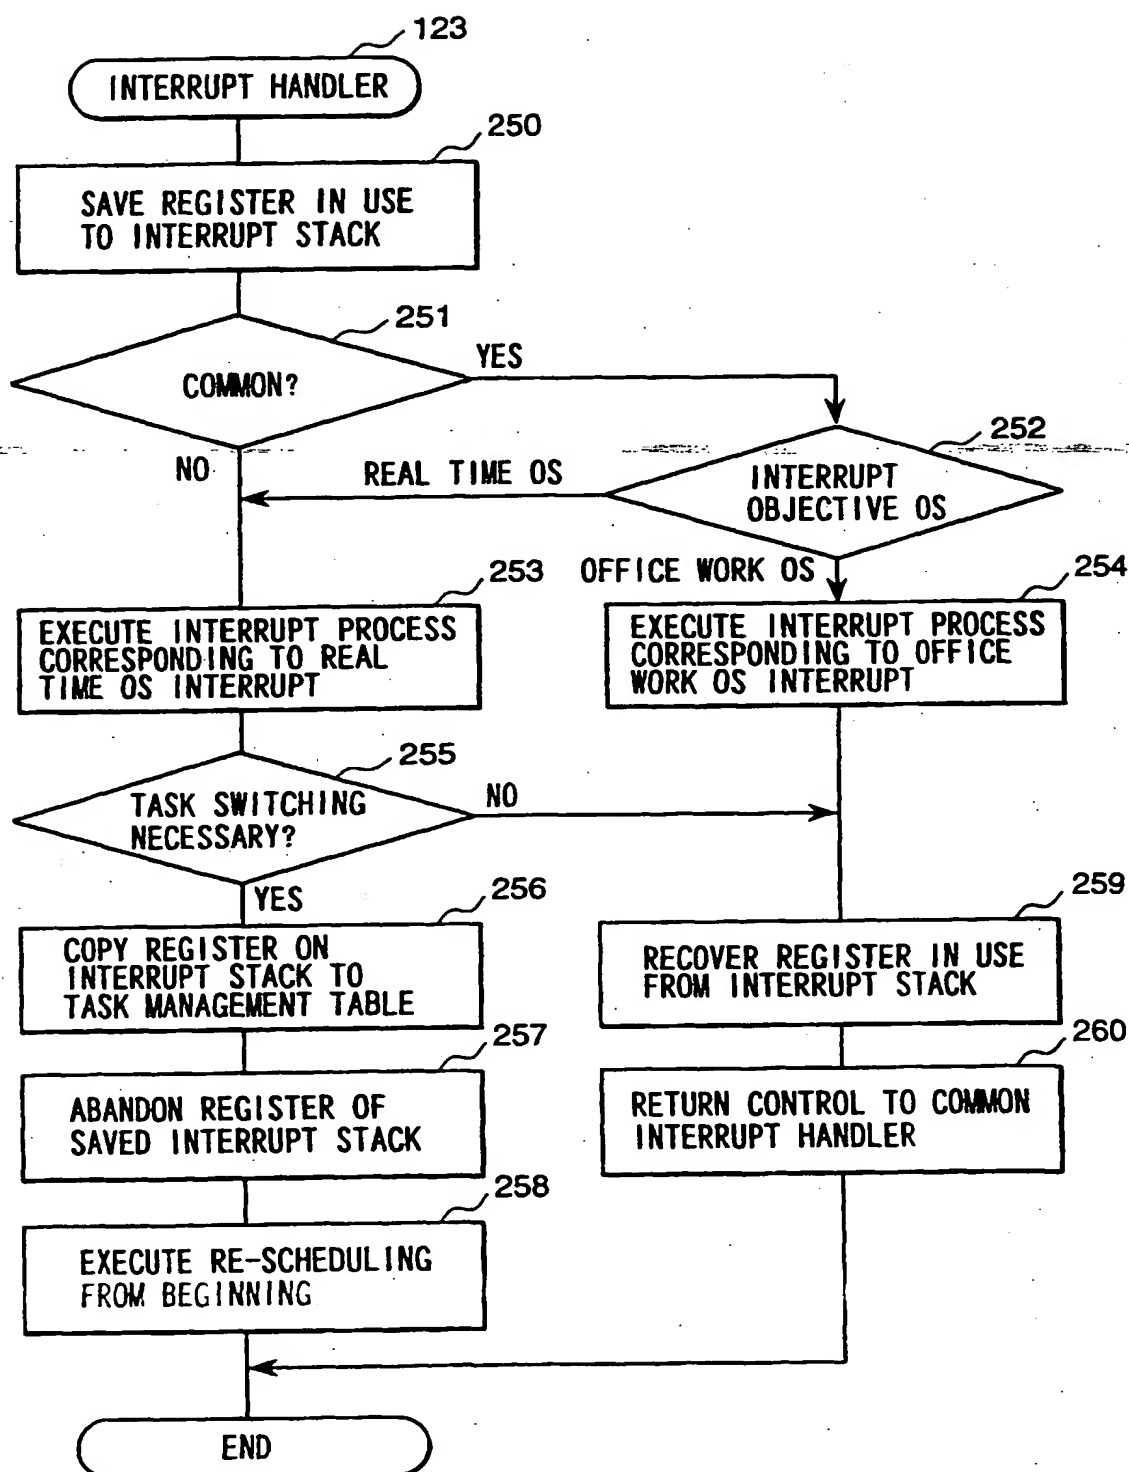 123
INTERRUPT HANDLER
250
SAVE REGISTER IN USE
TO INTERRUPT STACK
251
COMMON?
YES
NO
252
INTERRUPT
OBJECTIVE OS
REAL TIME OS
OFFICE WORK OS
253
EXECUTE INTERRUPT PROCESS
CORRESPONDING TO REAL
TIME OS INTERRUPT
254
EXECUTE INTERRUPT PROCESS
CORRESPONDING TO OFFICE
WORK OS INTERRUPT
255
TASK SWITCHING
NECESSARY?
NO
YES
256
COPY REGISTER ON
INTERRUPT STACK TO
TASK MANAGEMENT TABLE
259
RECOVER REGISTER IN USE
FROM INTERRUPT STACK
257
ABANDON REGISTER OF
SAVED INTERRUPT STACK
260
RETURN CONTROL TO COMMON
INTERRUPT HANDLER
258
EXECUTE RE-SCHEDULING
FROM BEGINNING
END